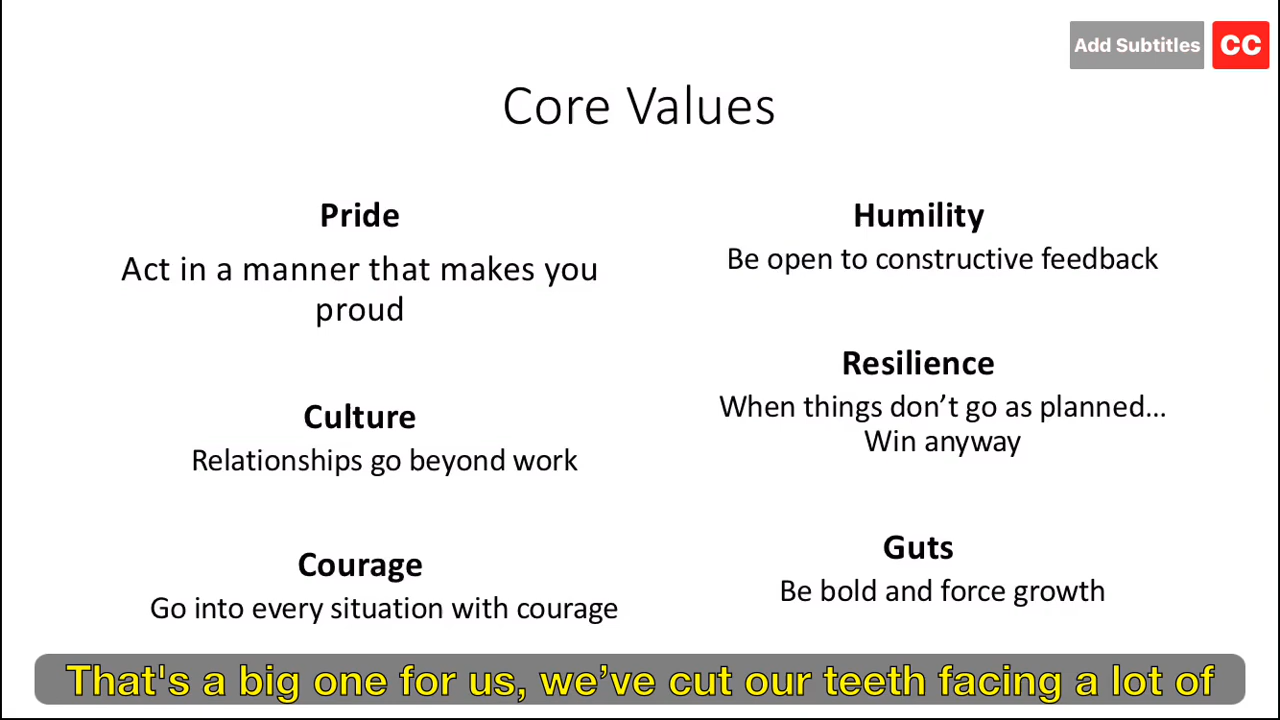 Add Subtitles CC
Core Values
Pride
Act in a manner that makes you
proud
Culture
Relationships go beyond work
Courage
Go into every situation with courage
Humility
Be open to constructive feedback
Resilience
When things don’t go as planned…
Win anyway
Guts
Be bold and force growth
That's a big one for us, we’ve cut our teeth facing a lot of